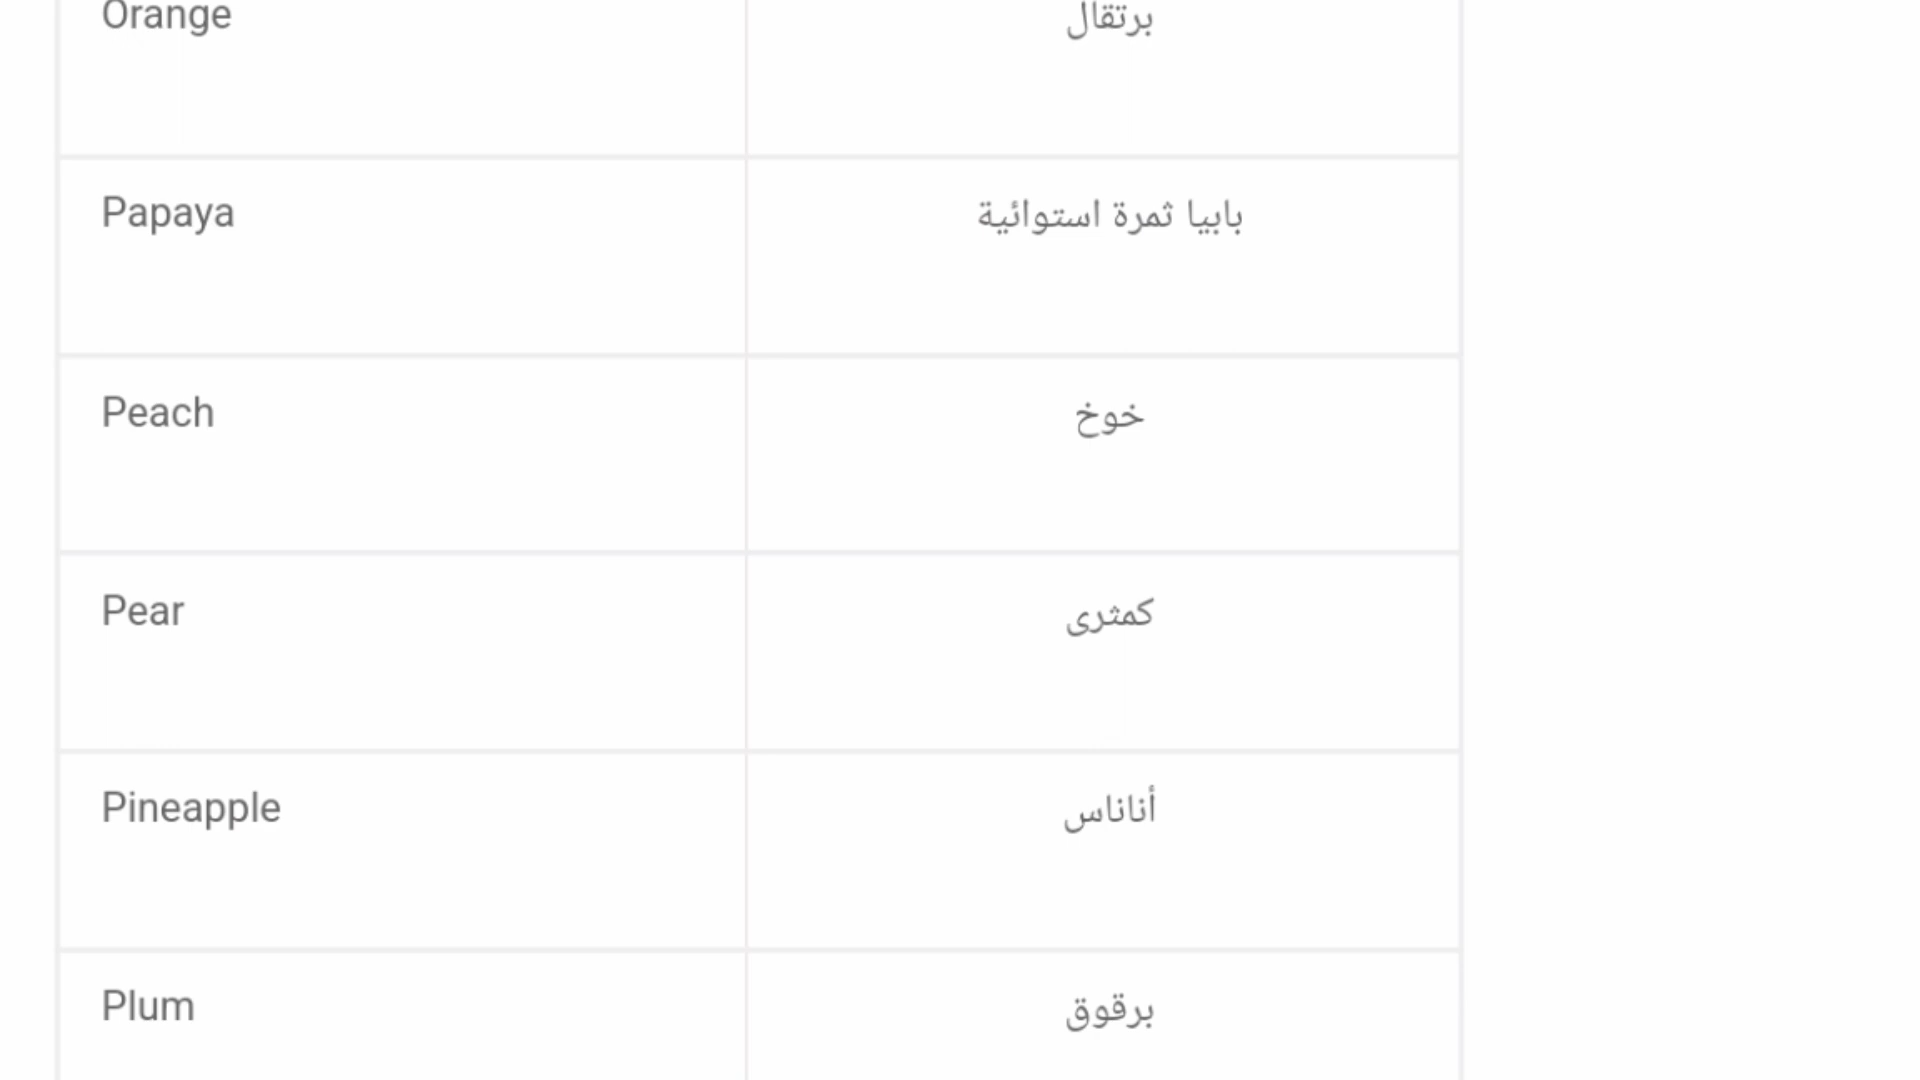 Orange
برتقال
Papaya
بابيا ثمرة استوائية
Peach
خوخ
Pear
كمثرى
Pineapple
أناناس
Plum
برقوق